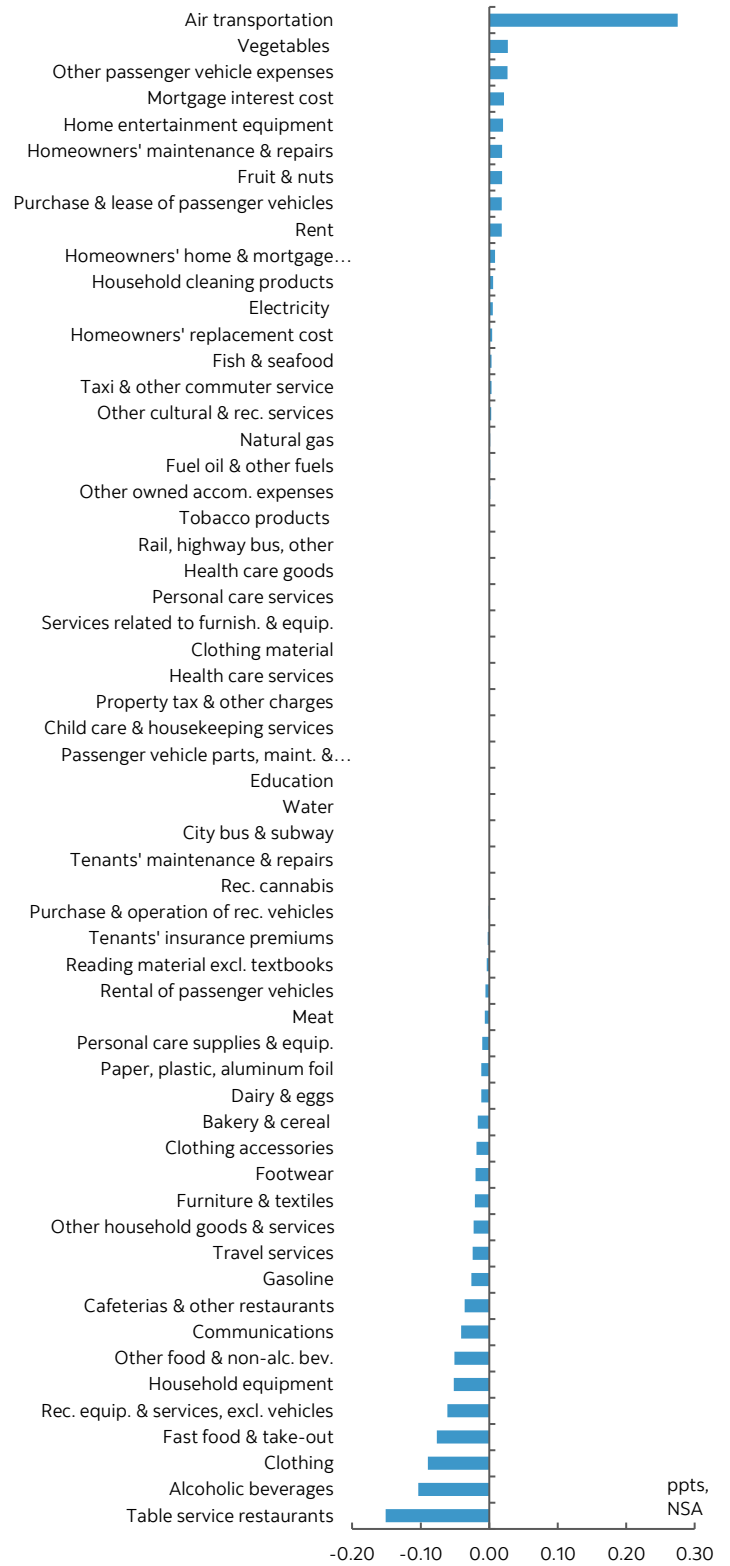 Air transportation
Vegetables
Other passenger vehicle expenses
Mortgage interest cost
Home entertainment equipment
Homeowners' maintenance & repairs
Fruit & nuts
Purchase & lease of passenger vehicles
Rent
Homeowners' home & mortgage…
Household cleaning products
Electricity
Homeowners' replacement cost
Fish & seafood
Taxi & other commuter service
Other cultural & rec. services
Natural gas
Fuel oil & other fuels
Other owned accom. expenses
Tobacco products
Rail, highway bus, other
Health care goods
Personal care services
Services related to furnish. & equip.
Clothing material
Health care services
Property tax & other charges
Child care & housekeeping services
Passenger vehicle parts, maint. &…
Education
Water
City bus & subway
Tenants' maintenance & repairs
Rec. cannabis
Purchase & operation of rec. vehicles
Tenants' insurance premiums
Reading material excl. textbooks
Rental of passenger vehicles
Meat
Personal care supplies & equip.
Paper, plastic, aluminum foil
Dairy & eggs
Bakery & cereal
Clothing accessories
Footwear
Furniture & textiles
Other household goods & services
Travel services
Gasoline
Cafeterias & other restaurants
Communications
Other food & non-alc. bev.
Household equipment
Rec. equip. & services, excl. vehicles
Fast food & take-out
Clothing
Alcoholic beverages
Table service restaurants
ppts,
NSA
-0.20 -0.10 0.00 0.10 0.20 0.30